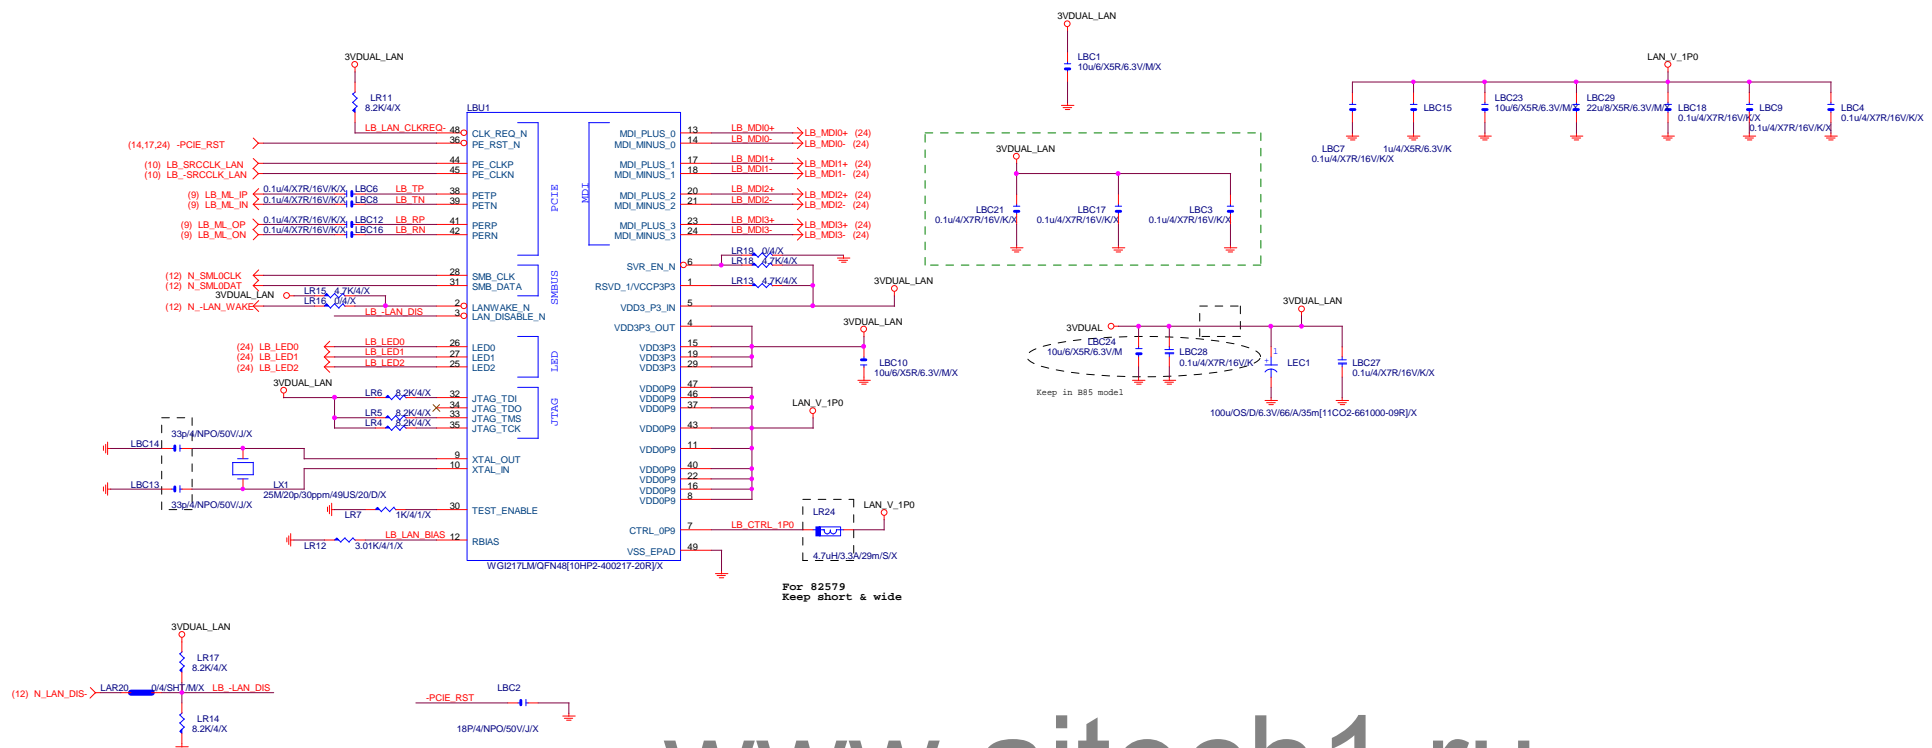 3VDUAL_LAN
LBC1
10u/6/X5R/6.3V/M/X
3VDUAL_LAN
LR11
8.2K/4/X
LAN_V_1P0
LBC7
0.1u/4/X7R/16V/K/X
LBC15
1u/4/X5R/6.3V/K
LBC23
10u/6/X5R/6.3V/M/X
LBC29
22u/8/X5R/6.3V/M/X
LBC18
0.1u/4/X7R/16V/K/X
LBC9
0.1u/4/X7R/16V/K/X
LBC4
0.1u/4/X7R/16V/K/X
LBU1
LB_LAN_CLKREQ- 48 CLK_REQ_N
(14,17,24) -PCIE_RST 36 PE_RST_N
(10) LB_SRCCLK_LAN 44 PE_CLKP
(10) LB_-SRCCLK_LAN 45 PE_CLKN
(9) LB_ML_IP 0.1u/4/X7R/16V/K/X LBC6 LB_TP 38 PETP
(9) LB_ML_IN 0.1u/4/X7R/16V/K/X LBC8 LB_TN 39 PETN
(9) LB_ML_OP 0.1u/4/X7R/16V/K/X LBC12 LB_RP 41 PERP
(9) LB_ML_ON 0.1u/4/X7R/16V/K/X LBC16 LB_RN 42 PERN
PCIE
(12) N_SML0CLK 28 SMB_CLK
(12) N_SML0DAT 31 SMB_DATA
3VDUAL_LAN LR15 4.7K/4/X
(12) N_-LAN_WAKE LR16 0/4/X 2 LANWAKE_N
LB_-LAN_DIS 3 LAN_DISABLE_N
SMBUS
(24) LB_LED0 LB_LED0 26 LED0
(24) LB_LED1 LB_LED1 27 LED1
(24) LB_LED2 LB_LED2 25 LED2
LED
3VDUAL_LAN
LR6 8.2K/4/X 32 JTAG_TDI
34 JTAG_TDO
LR5 8.2K/4/X 33 JTAG_TMS
LR4 8.2K/4/X 35 JTAG_TCK
JTAG
33p/4/NPO/50V/J/X
LBC14
9 XTAL_OUT
10 XTAL_IN
LBC13
LX1
25M/20p/30ppm/49US/20/D/X
33p/4/NPO/50V/J/X
LR7 1K/4/1/X 30 TEST_ENABLE
LR12 3.01K/4/1/X LB_LAN_BIAS 12 RBIAS
MDI
MDI_PLUS_0 13 LB_MDI0+ LB_MDI0+ (24)
MDI_MINUS_0 14 LB_MDI0- LB_MDI0- (24)
MDI_PLUS_1 17 LB_MDI1+ LB_MDI1+ (24)
MDI_MINUS_1 18 LB_MDI1- LB_MDI1- (24)
MDI_PLUS_2 20 LB_MDI2+ LB_MDI2+ (24)
MDI_MINUS_2 21 LB_MDI2- LB_MDI2- (24)
MDI_PLUS_3 23 LB_MDI3+ LB_MDI3+ (24)
MDI_MINUS_3 24 LB_MDI3- LB_MDI3- (24)
LR19 0/4/X
SVR_EN_N 6 LR18 4.7K/4/X
RSVD_1/VCCP3P3 1 LR13 4.7K/4/X
3VDUAL_LAN
VDD3_P3_IN 5
VDD3P3_OUT 4
3VDUAL_LAN
VDD3P3 15
VDD3P3 19
VDD3P3 29
LBC10
10u/6/X5R/6.3V/M/X
VDD0P9 47
VDD0P9 46
VDD0P9 37
LAN_V_1P0
VDD0P9 43
VDD0P9 11
VDD0P9 40
VDD0P9 22
VDD0P9 16
VDD0P9 8
CTRL_0P9 7 LB_CTRL_1P0
LR24
LAN_V_1P0
4.7uH/3.3A/29m/S/X
VSS_EPAD 49
WGI217LM/QFN48[10HP2-400217-20R]/X
For 82579
Keep short & wide
3VDUAL_LAN
LBC21
0.1u/4/X7R/16V/K/X
LBC17
0.1u/4/X7R/16V/K/X
LBC3
0.1u/4/X7R/16V/K/X
3VDUAL_LAN
3VDUAL
LBC24
10u/6/X5R/6.3V/M
LBC28
0.1u/4/X7R/16V/K
1
+
LEC1
LBC27
0.1u/4/X7R/16V/K/X
Keep in B85 model
100u/OS/D/6.3V/66/A/35m[11CO2-661000-09R]/X
3VDUAL_LAN
LR17
8.2K/4/X
(12) N_LAN_DIS- LAR20 0/4/SHT/M/X LB_-LAN_DIS
LR14
8.2K/4/X
-PCIE_RST LBC2
18P/4/NPO/50V/J/X
www.aitech1.ru